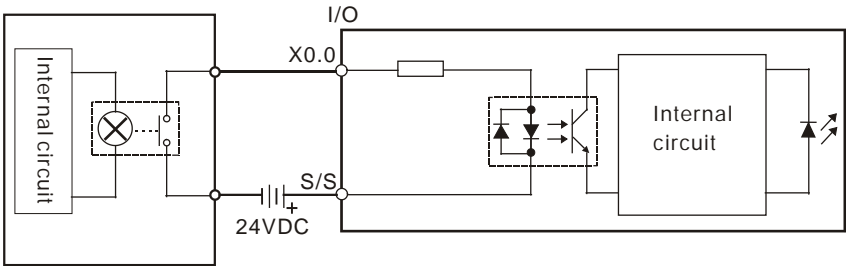 I/O
X0.0
Internal circuit
Internal
circuit
S/S
+
24VDC